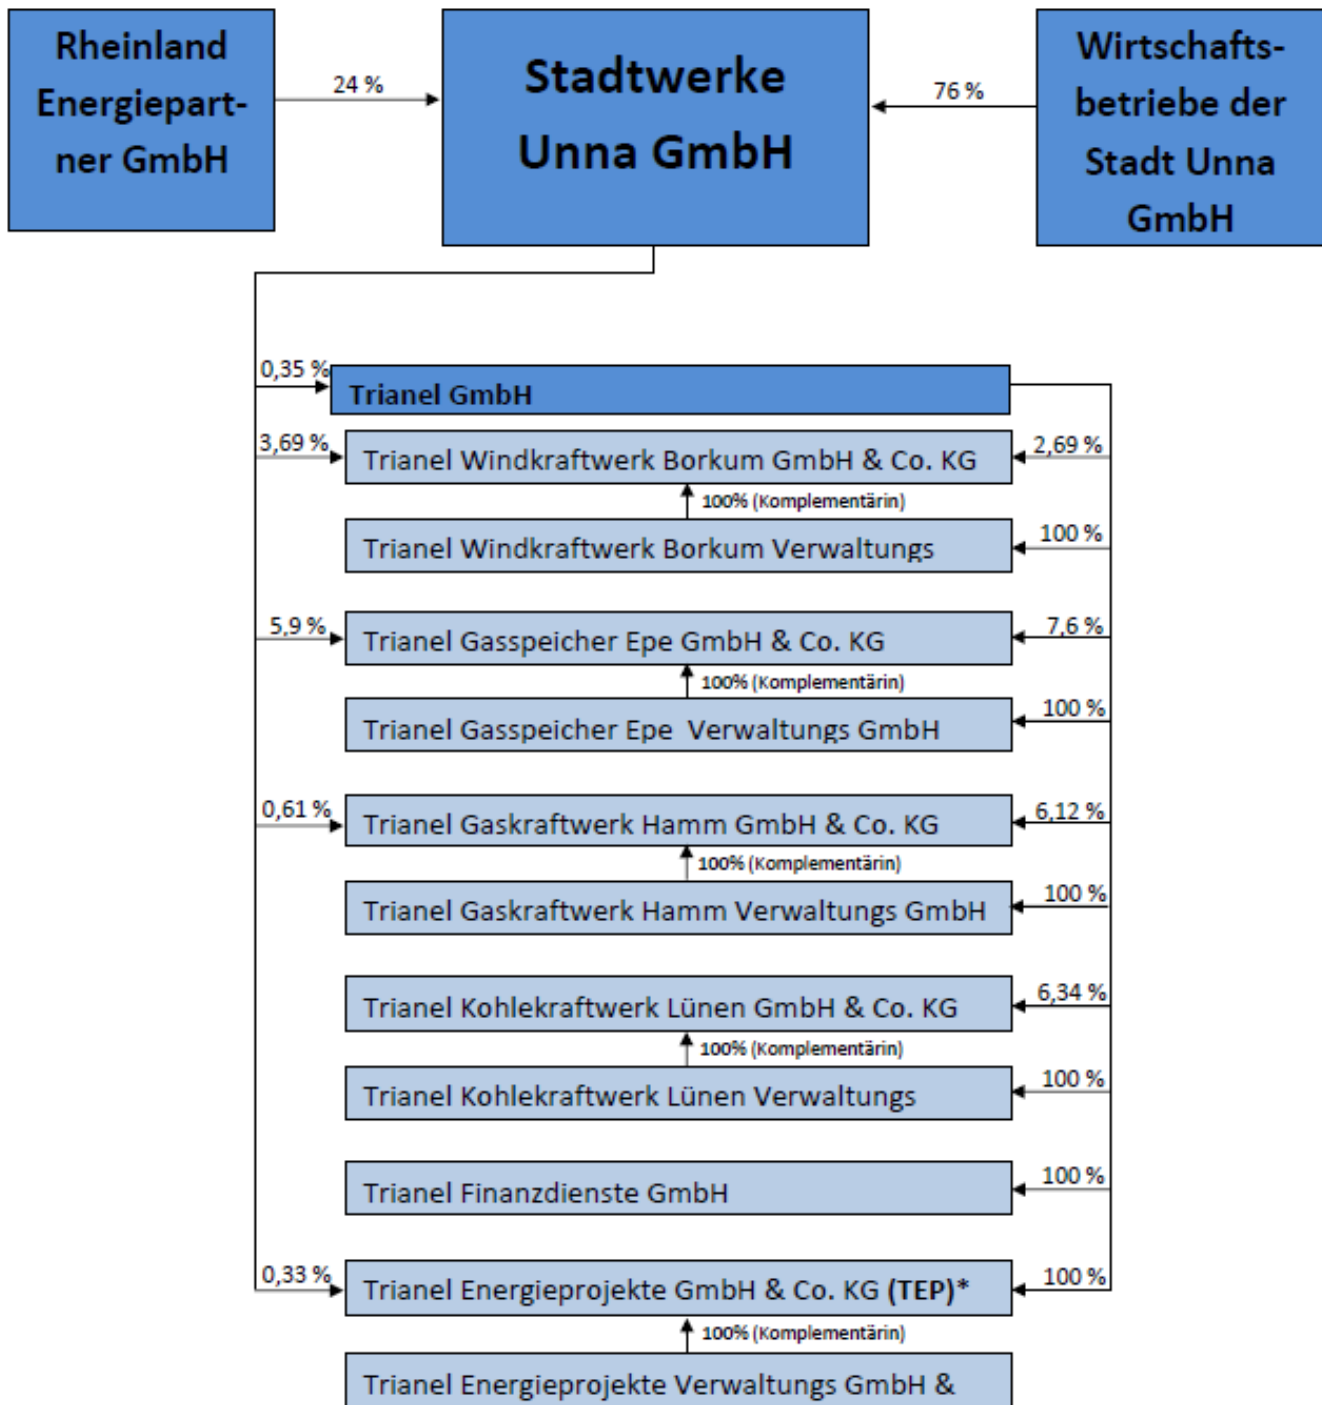 Rheinland
Energiepart-
ner GmbH
24 %
Stadtwerke
Unna GmbH
76 %
Wirtschafts-
betriebe der
Stadt Unna
GmbH
0,35 %
Trianel GmbH
3,69 %
Trianel Windkraftwerk Borkum GmbH & Co. KG
2,69 %
100% (Komplementärin)
Trianel Windkraftwerk Borkum Verwaltungs
100 %
5,9 %
Trianel Gasspeicher Epe GmbH & Co. KG
7,6 %
100% (Komplementärin)
Trianel Gasspeicher Epe Verwaltungs GmbH
100 %
0,61 %
Trianel Gaskraftwerk Hamm GmbH & Co. KG
6,12 %
100% (Komplementärin)
Trianel Gaskraftwerk Hamm Verwaltungs GmbH
100 %
Trianel Kohlekraftwerk Lünen GmbH & Co. KG
6,34 %
100% (Komplementärin)
Trianel Kohlekraftwerk Lünen Verwaltungs
100 %
Trianel Finanzdienste GmbH
100 %
0,33 %
Trianel Energieprojekte GmbH & Co. KG (TEP)*
100 %
100% (Komplementärin)
Trianel Energieprojekte Verwaltungs GmbH &